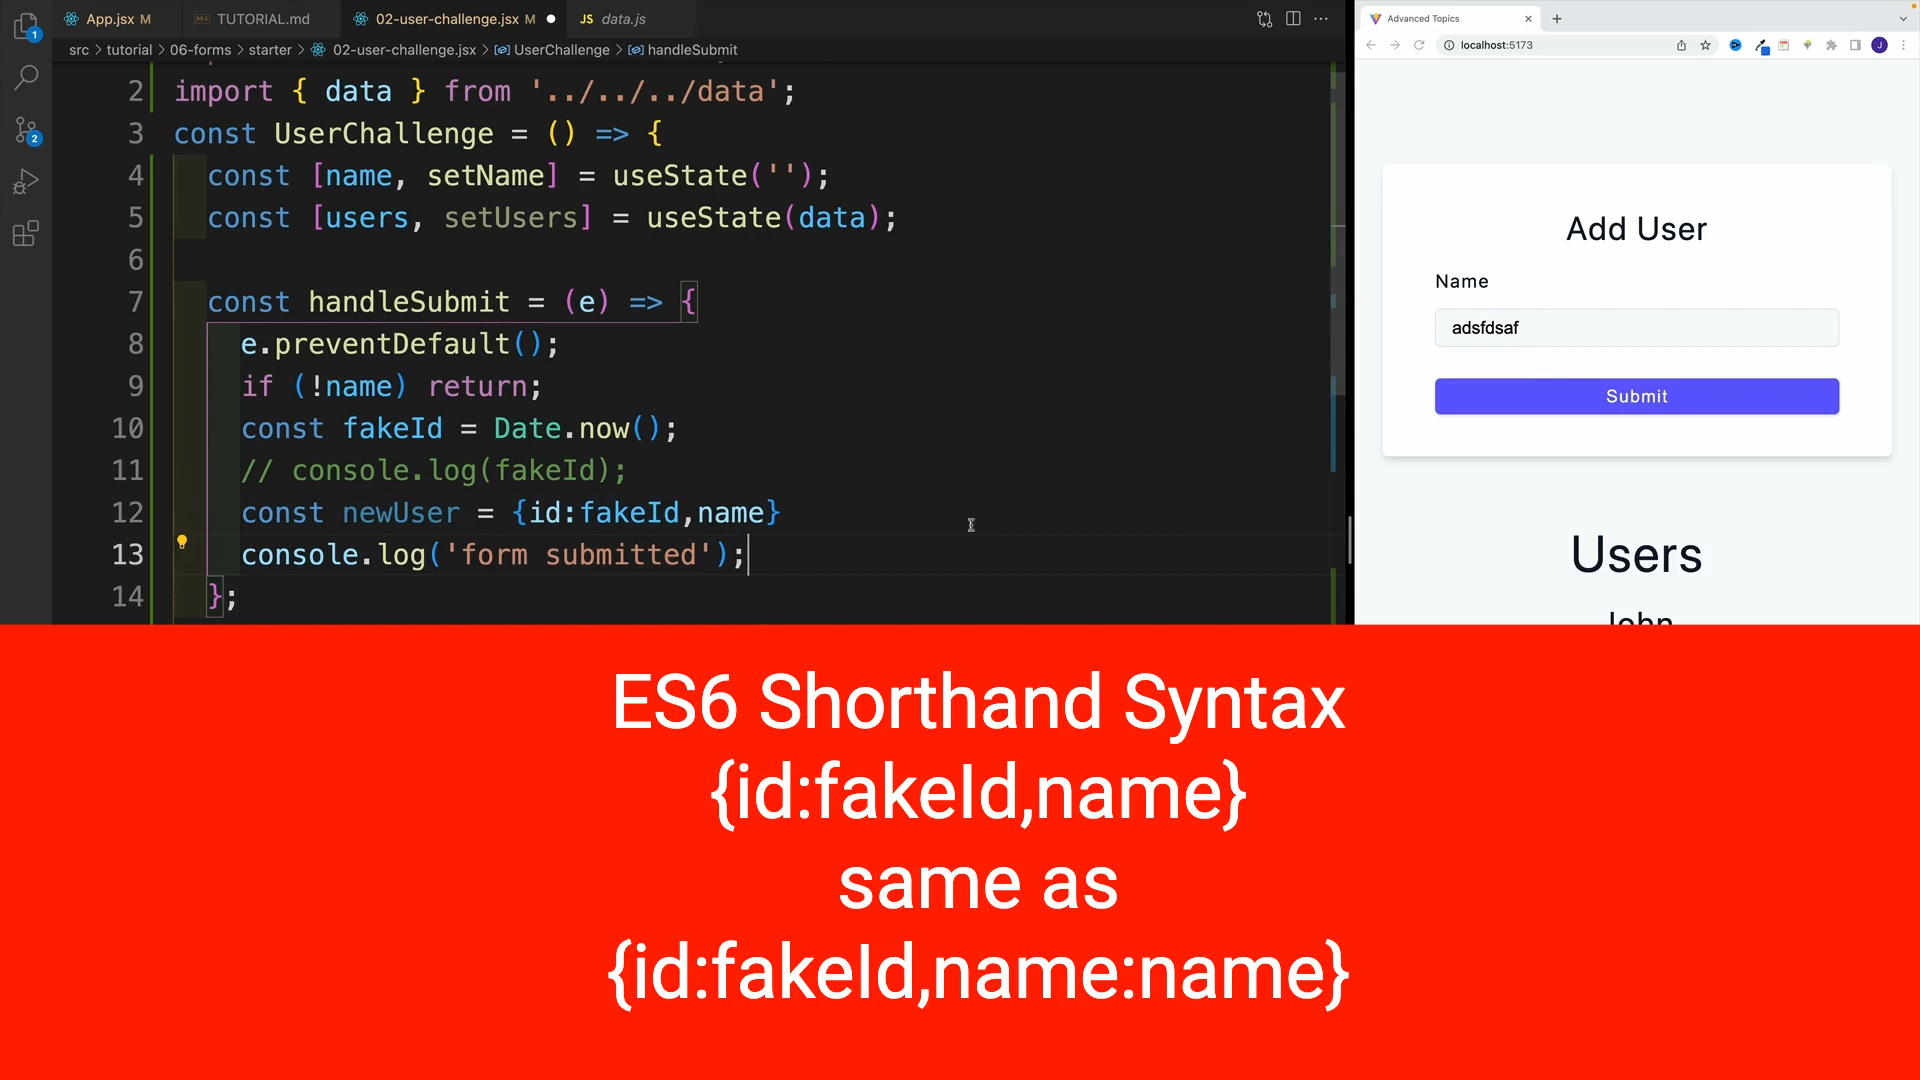 App.jsx M
TUTORIAL.md
02-user-challenge.jsx M
JS data.js
src > tutorial > 06-forms > starter > 02-user-challenge.jsx > UserChallenge > handleSubmit
2 import { data } from '../../../data';
3 const UserChallenge = () => {
4 const [name, setName] = useState('');
5 const [users, setUsers] = useState(data);
6
7 const handleSubmit = (e) => {
8 e.preventDefault();
9 if (!name) return;
10 const fakeId = Date.now();
11 // console.log(fakeId);
12 const newUser = {id:fakeId,name}
13 console.log('form submitted');
14 };
1
2
Advanced Topics
localhost:5173
J
Add User
Name
adsfdsaf
Submit
Users
John
ES6 Shorthand Syntax
{id:fakeId,name}
same as
{id:fakeId,name:name}